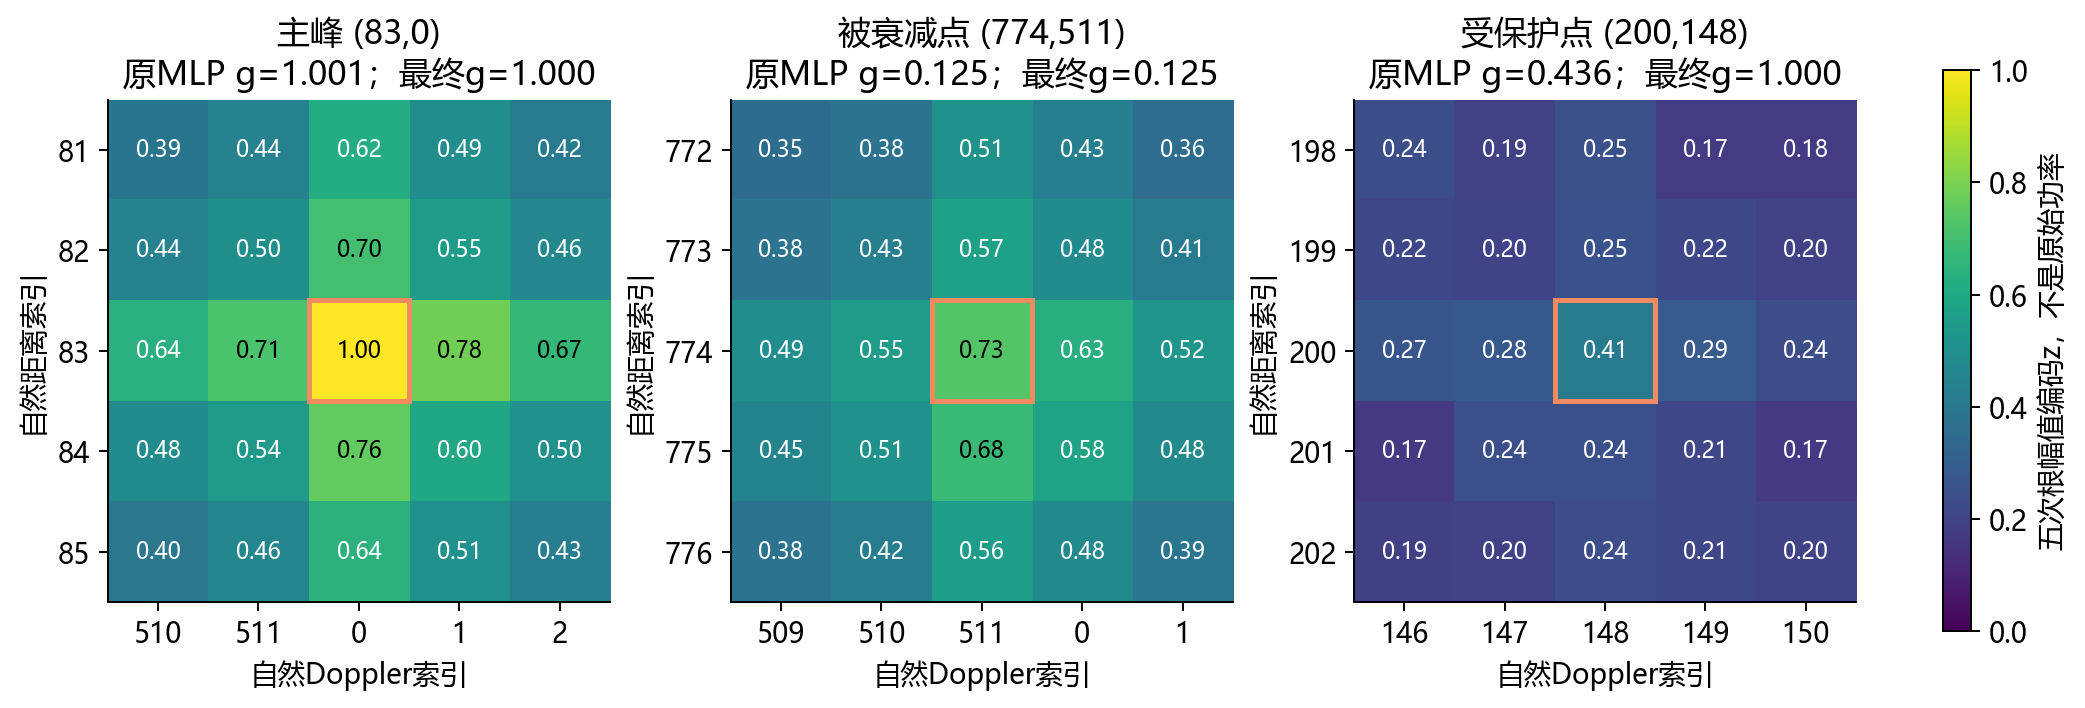 主峰 (83,0)
原MLP g=1.001；最终g=1.000
自然距离索引
81
82
83
84
85
0.39 0.44 0.62 0.49 0.42
0.44 0.50 0.70 0.55 0.46
0.64 0.71 1.00 0.78 0.67
0.48 0.54 0.76 0.60 0.50
0.40 0.46 0.64 0.51 0.43
510 511 0 1 2
自然Doppler索引
被衰减点 (774,511)
原MLP g=0.125；最终g=0.125
自然距离索引
772
773
774
775
776
0.35 0.38 0.51 0.43 0.36
0.38 0.43 0.57 0.48 0.41
0.49 0.55 0.73 0.63 0.52
0.45 0.51 0.68 0.58 0.48
0.38 0.42 0.56 0.48 0.39
509 510 511 0 1
自然Doppler索引
受保护点 (200,148)
原MLP g=0.436；最终g=1.000
自然距离索引
198
199
200
201
202
0.24 0.19 0.25 0.17 0.18
0.22 0.20 0.25 0.22 0.20
0.27 0.28 0.41 0.29 0.24
0.17 0.24 0.24 0.21 0.17
0.19 0.20 0.24 0.21 0.20
146 147 148 149 150
自然Doppler索引
1.0
0.8
0.6
0.4
0.2
0.0
五次根幅值编码z，不是原始功率